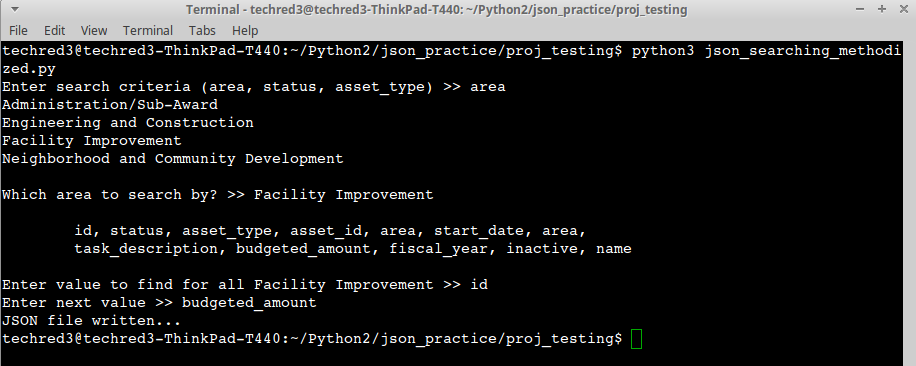 Terminal - techred3@techred3-ThinkPad-T440: ~/Python2/json_practice/proj_testing
File Edit View Terminal Tabs Help
techred3@techred3-ThinkPad-T440:~/Python2/json_practice/proj_testing$ python3 json_searching_methodi
zed.py
Enter search criteria (area, status, asset_type) >> area
Administration/Sub-Award
Engineering and Construction
Facility Improvement
Neighborhood and Community Development
Which area to search by? >> Facility Improvement
id, status, asset_type, asset_id, area, start_date, area,
task_description, budgeted_amount, fiscal_year, inactive, name
Enter value to find for all Facility Improvement >> id
Enter next value >> budgeted_amount
JSON file written...
techred3@techred3-ThinkPad-T440:~/Python2/json_practice/proj_testing$